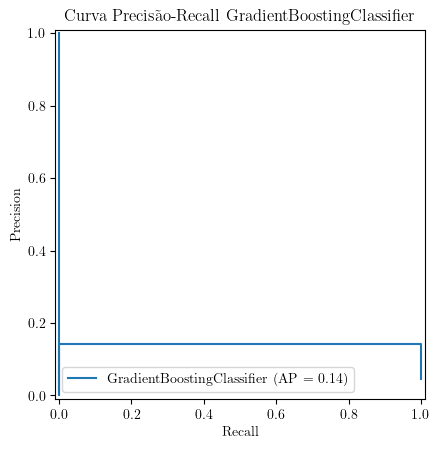 Curva Precisão-Recall GradientBoostingClassifier
1.0
0.8
0.6
0.4
0.2
0.0
Precision
GradientBoostingClassifier (AP = 0.14)
0.0 0.2 0.4 0.6 0.8 1.0
Recall